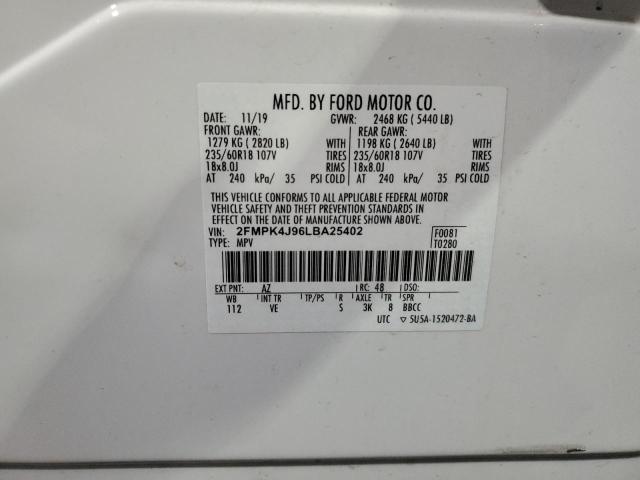 MFD. BY FORD MOTOR CO.
DATE: 11/19 GVWR: 2468 KG ( 5440 LB)
FRONT GAWR: REAR GAWR:
1279 KG ( 2820 LB) WITH 1198 KG ( 2640 LB) WITH
235/60R18 107V TIRES 235/60R18 107V TIRES
18x8.0J RIMS 18x8.0J RIMS
AT 240 kPa/ 35 PSI COLD AT 240 kPa/ 35 PSI COLD
THIS VEHICLE CONFORMS TO ALL APPLICABLE FEDERAL MOTOR
VEHICLE SAFETY AND THEFT PREVENTION STANDARDS IN
EFFECT ON THE DATE OF MANUFACTURE SHOWN ABOVE.
VIN: 2FMPK4J96LBA25402 F0081
TYPE: MPV T0280
EXT PNT: AZ RC: 48 DSO:
WB INT TR TP/PS R AXLE TR SPR
112 VE S 3K 8 BBCC
UTC ▽ 5U5A-1520472-BA